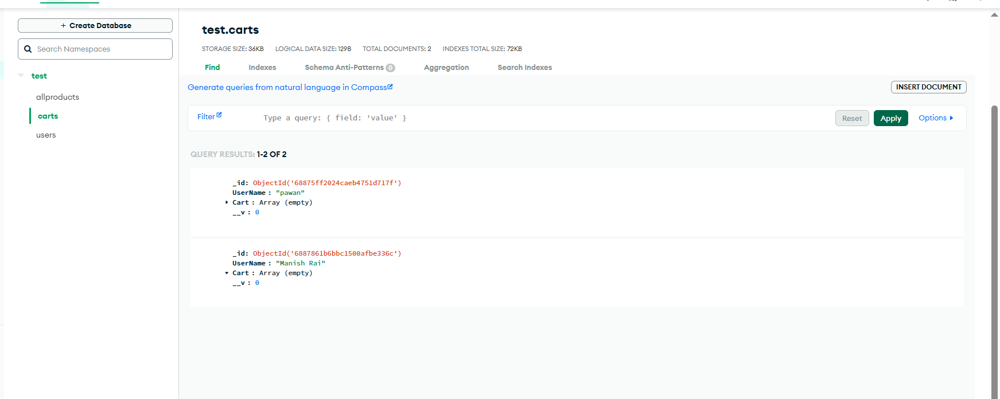 + Create Database
Search Namespaces
test
allproducts
carts
users
test.carts
STORAGE SIZE: 36KB LOGICAL DATA SIZE: 129B TOTAL DOCUMENTS: 2 INDEXES TOTAL SIZE: 72KB
Find Indexes Schema Anti-Patterns 0 Aggregation Search Indexes
Generate queries from natural language in Compass
INSERT DOCUMENT
Filter Type a query: { field: 'value' } Reset Apply Options
QUERY RESULTS: 1-2 OF 2
_id: ObjectId('68875ff2024caeb4751d717f')
UserName : "pawan"
Cart : Array (empty)
__v : 0
_id: ObjectId('6887861b6bbc1500afbe336c')
UserName : "Manish Rai"
Cart : Array (empty)
__v : 0